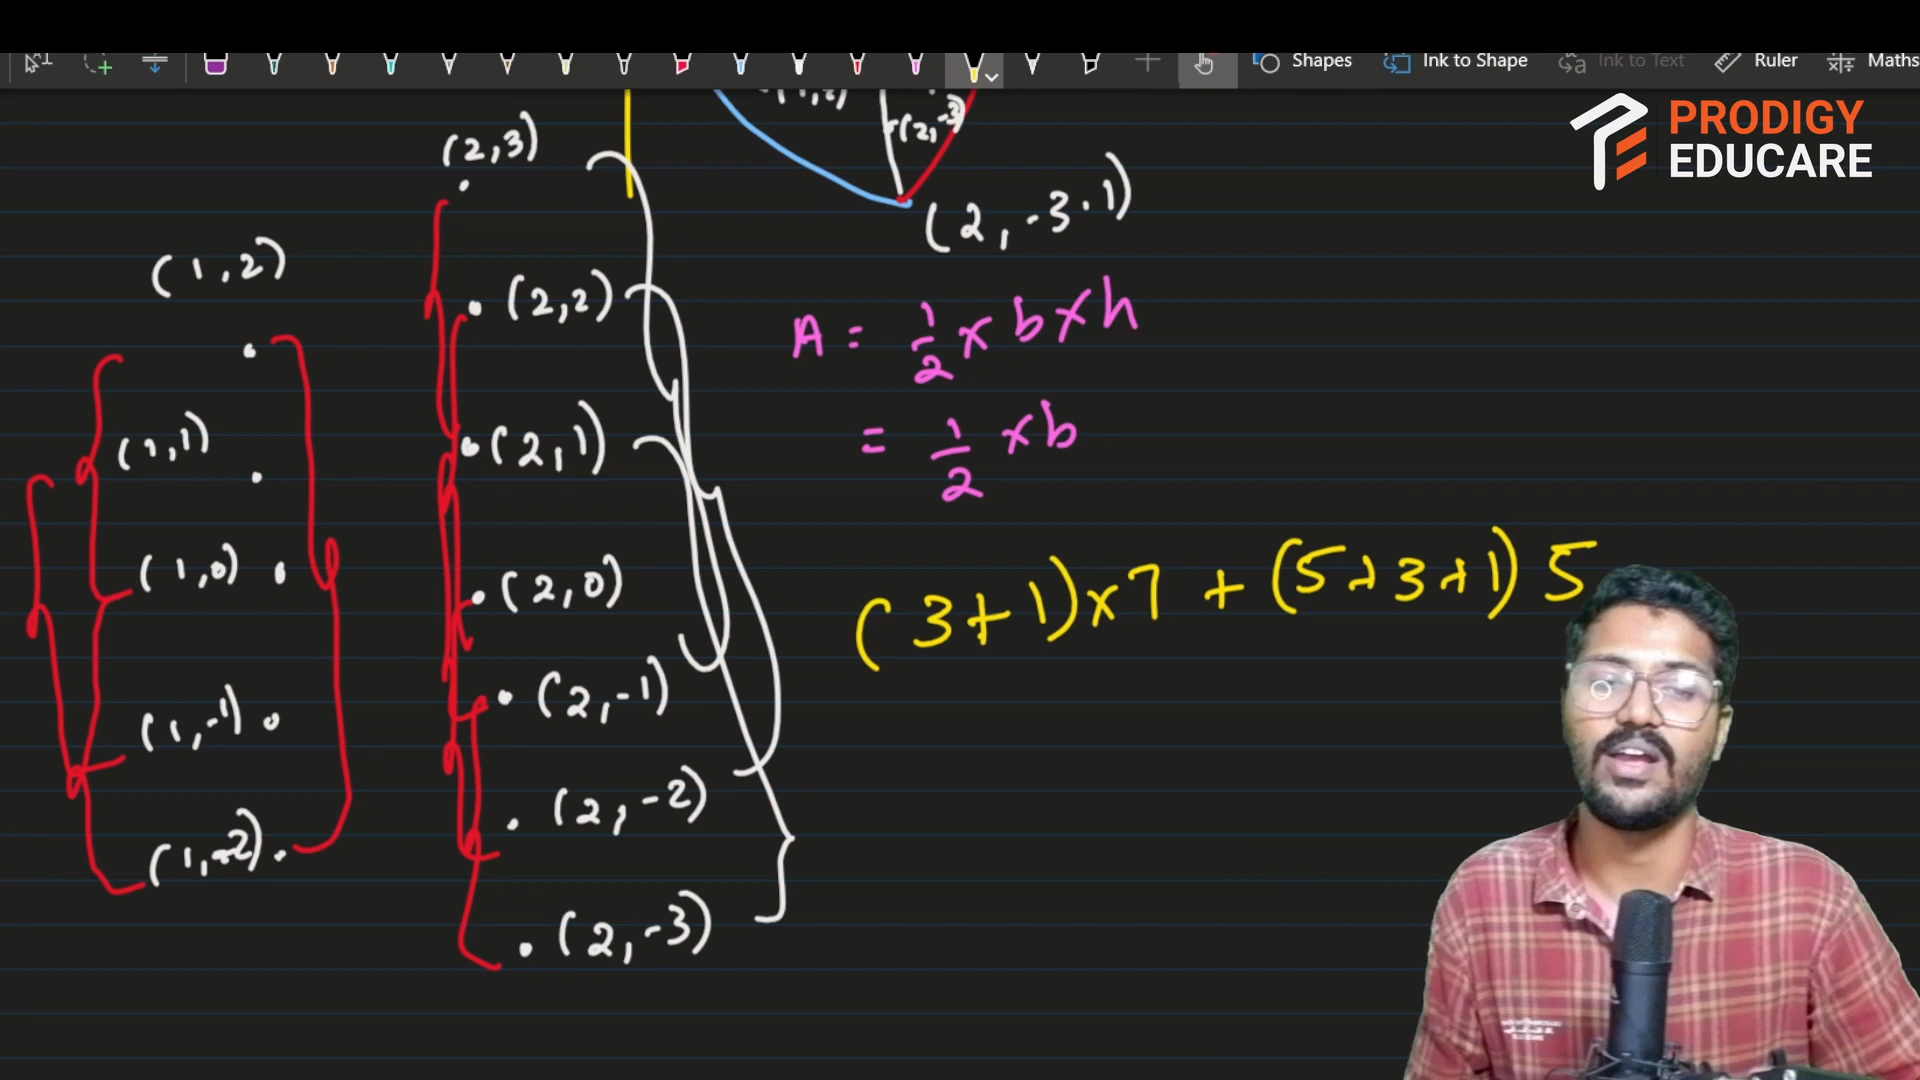 Shapes Ink to Shape Ink to Text Ruler Maths
PRODIGY
EDUCARE
(2,-3)
(2,3)
(2, -3.1)
(1,2)
(2,2)
A = 1/2 × b × h
(1,1)
(2,1)
= 1/2 × b
(1,0)
(2,0)
(3+1)×7 + (5+3+1) 5
(1,-1)
(2,-1)
(1,-2)
(2,-2)
(2,-3)